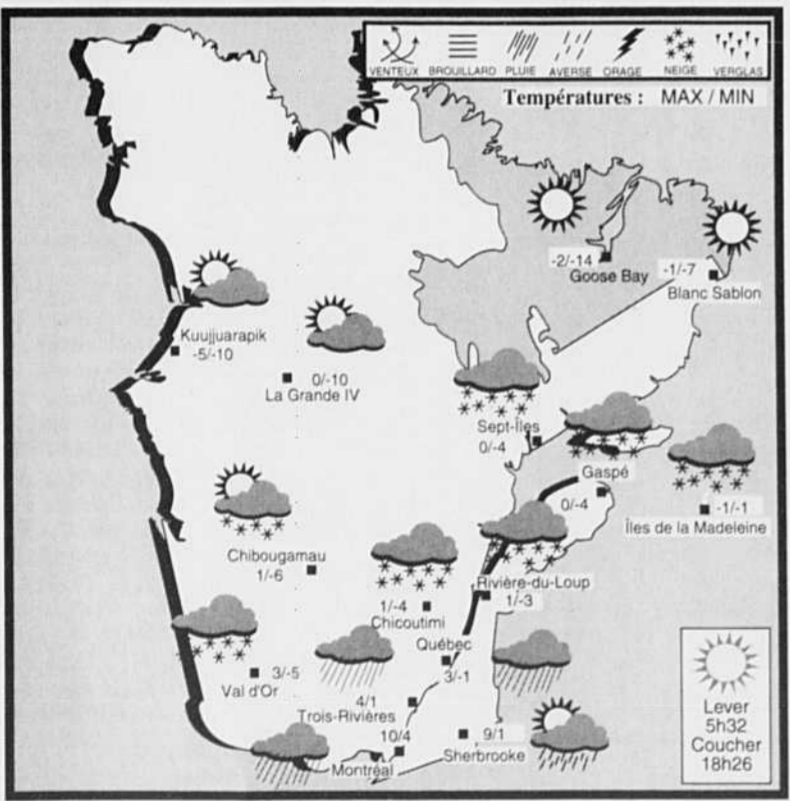 VENTEUX BROUILLARD PLUIE AVERSE ORAGE NEIGE VERGLAS
Températures : MAX / MIN
-2/-14
Goose Bay
-1/-7
Blanc Sablon
Kuujjuarapik
-5/-10
0/-10
La Grande IV
Sept-Îles
0/-4
Gaspé
0/-4
-1/-1
Îles de la Madeleine
Chibougamau
1/-6
Rivière-du-Loup
1/-3
1/-4
Chicoutimi
Québec
3/-1
3/-5
Val d'Or
4/1
Trois-Rivières
10/4
Montréal
9/1
Sherbrooke
Lever
5h32
Coucher
18h26